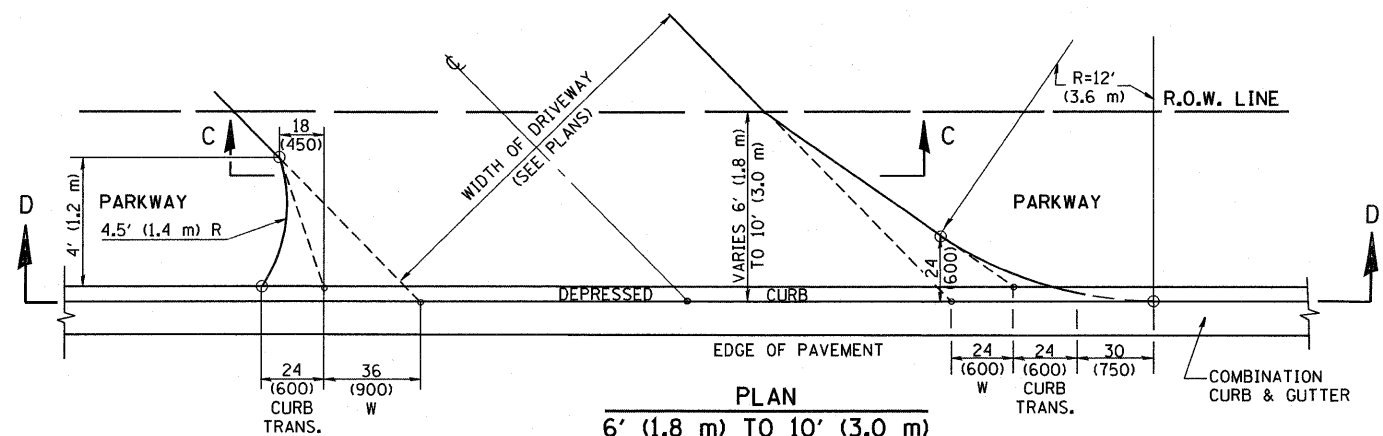 R=12'
(3.6 m)
R.O.W. LINE
18
(450)
C
C
WIDTH OF DRIVEWAY
(SEE PLANS)
D
PARKWAY
4' (1.2 m)
4.5' (1.4 m) R
VARIES 6' (1.8 m)
TO 10' (3.0 m)
PARKWAY
D
24
(600)
DEPRESSED CURB
EDGE OF PAVEMENT
24
(600)
CURB
TRANS.
36
(900)
W
24
(600)
W
24
(600)
CURB
TRANS.
30
(750)
COMBINATION
CURB & GUTTER
PLAN
6' (1.8 m) TO 10' (3.0 m)